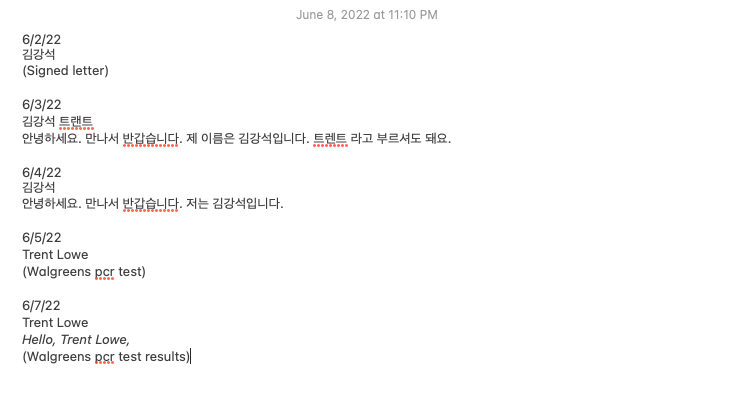 June 8, 2022 at 11:10 PM
6/2/22
김강석
(Signed letter)
6/3/22
김강석 트랜트
안녕하세요. 만나서 반갑습니다. 제 이름은 김강석입니다. 트렌트 라고 부르셔도 돼요.
6/4/22
김강석
안녕하세요. 만나서 반갑습니다. 저는 김강석입니다.
6/5/22
Trent Lowe
(Walgreens pcr test)
6/7/22
Trent Lowe
Hello, Trent Lowe,
(Walgreens pcr test results)